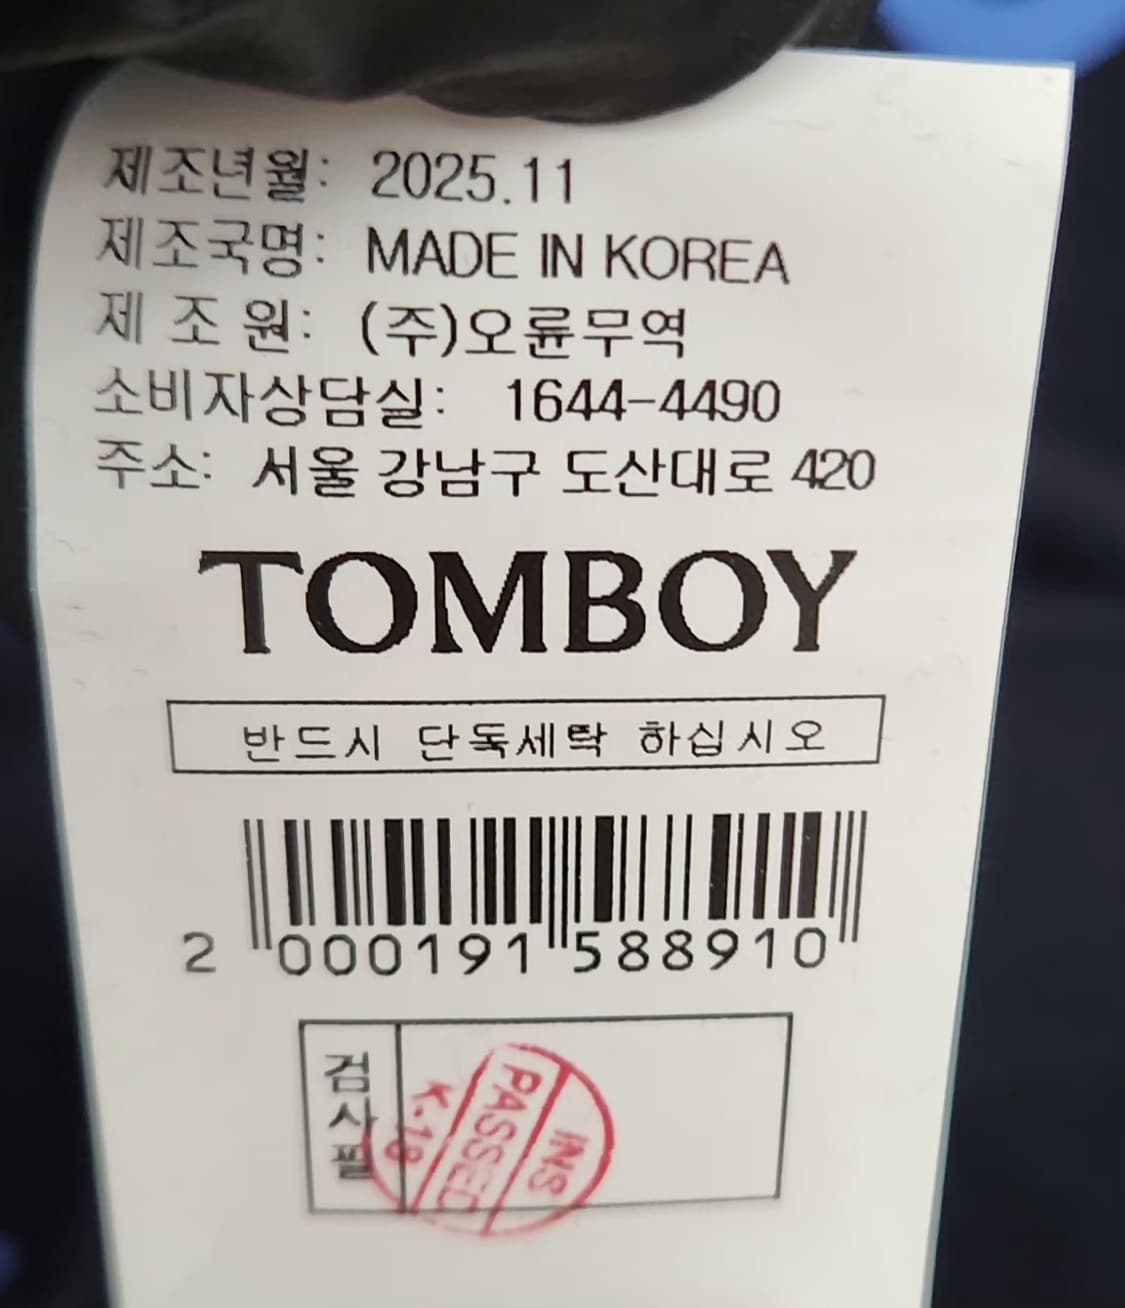 제조년월: 2025.11
제조국명: MADE IN KOREA
제 조 원: (주)오륜무역
소비자상담실: 1644-4490
주소: 서울 강남구 도산대로 420
TOMBOY
반드시 단독세탁 하십시오
2 000191 588910
검사필
INS
PASSED
K-18